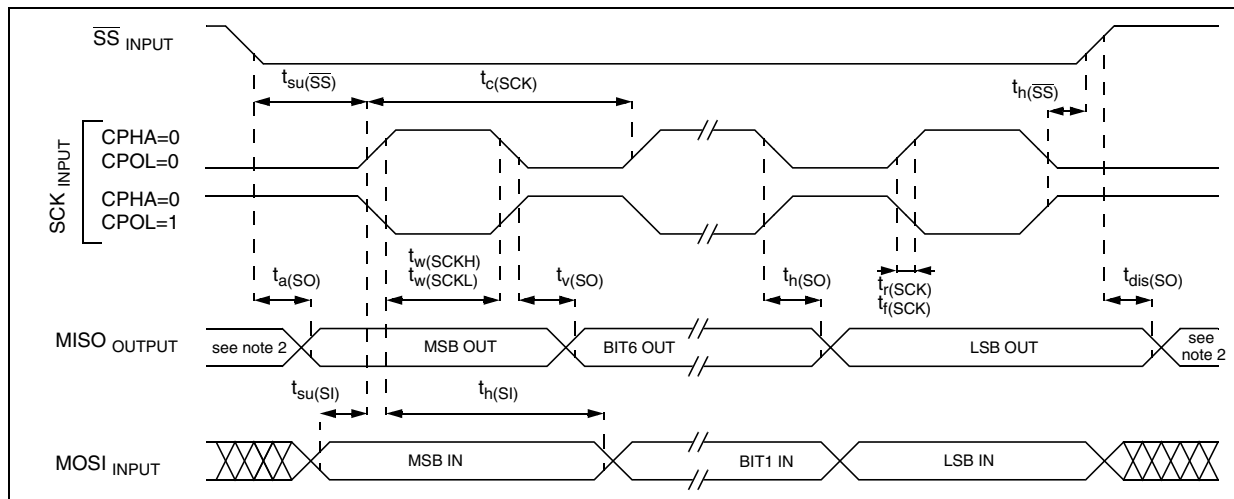 SS INPUT
tsu(SS)
tc(SCK)
th(SS)
SCK INPUT
CPHA=0
CPOL=0
CPHA=0
CPOL=1
ta(SO)
tw(SCKH)
tw(SCKL)
tv(SO)
th(SO)
tr(SCK)
tf(SCK)
tdis(SO)
MISO OUTPUT
see note 2
MSB OUT
BIT6 OUT
LSB OUT
see
note 2
tsu(SI)
th(SI)
MOSI INPUT
MSB IN
BIT1 IN
LSB IN